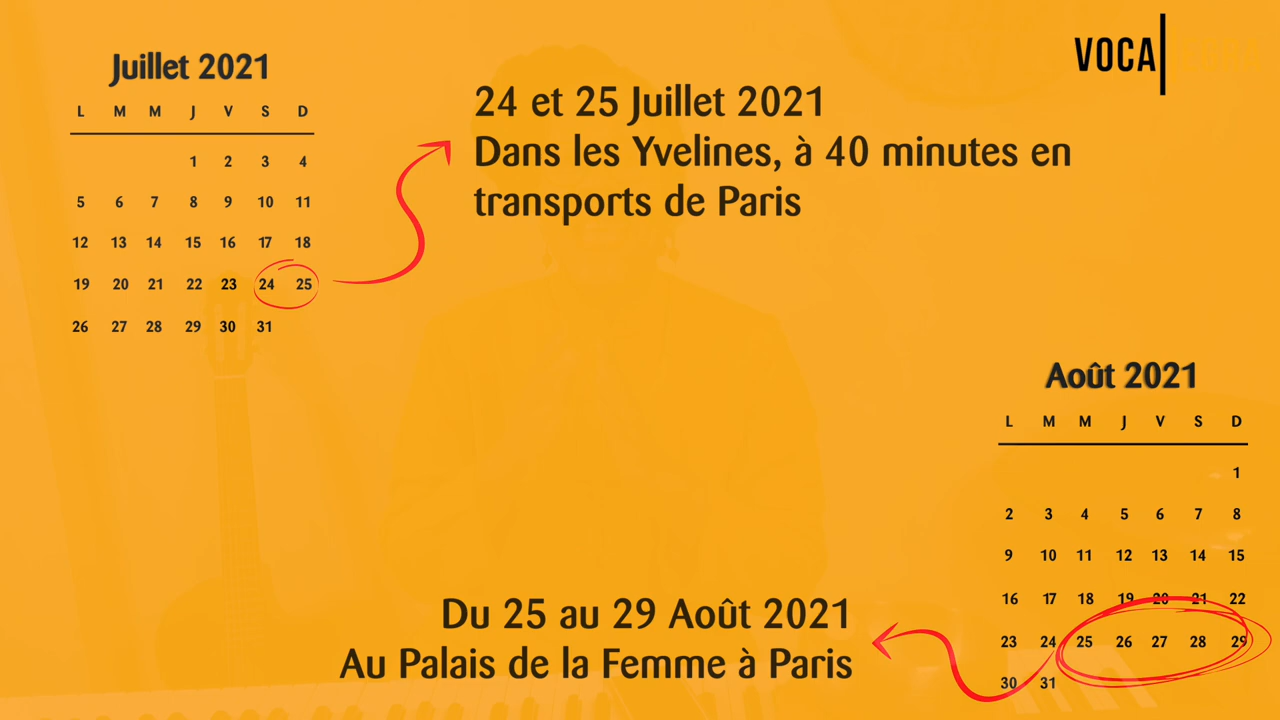 Juillet 2021
L M M J V S D
1 2 3 4
5 6 7 8 9 10 11
12 13 14 15 16 17 18
19 20 21 22 23 24 25
26 27 28 29 30 31
24 et 25 Juillet 2021
Dans les Yvelines, à 40 minutes en
transports de Paris
VOCA
Août 2021
L M M J V S D
1
2 3 4 5 6 7 8
9 10 11 12 13 14 15
16 17 18 19 20 21 22
23 24 25 26 27 28 29
30 31
Du 25 au 29 Août 2021
Au Palais de la Femme à Paris